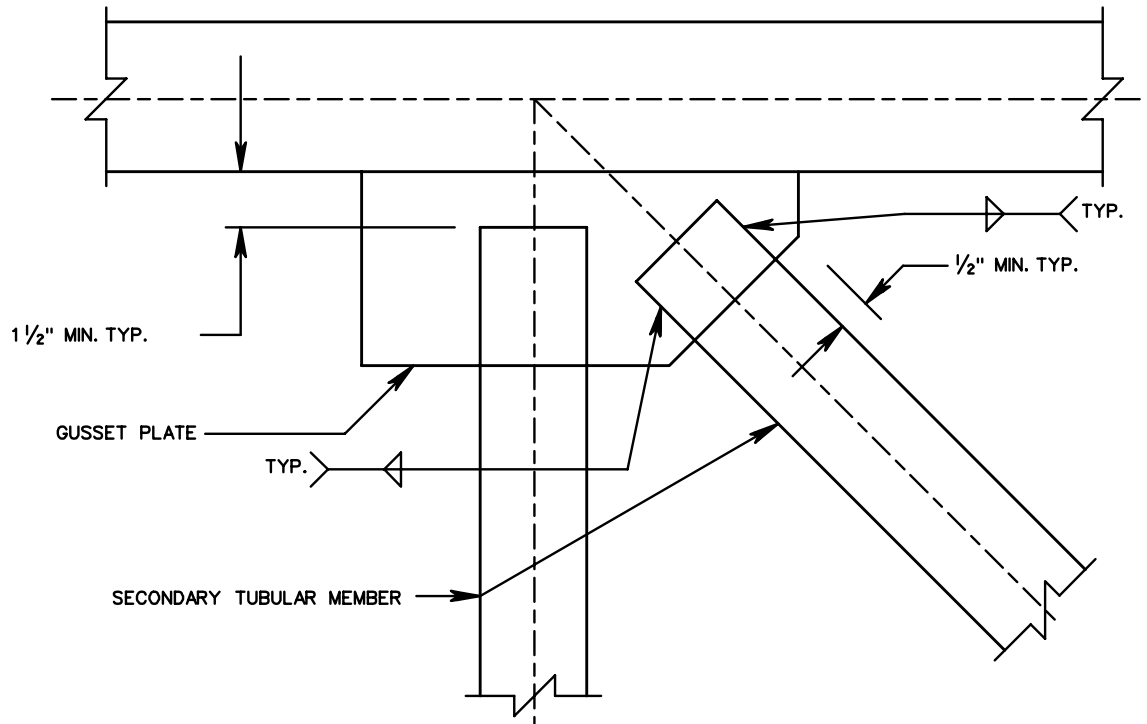 TYP.
½" MIN. TYP.
1 ½" MIN. TYP.
GUSSET PLATE
TYP.
SECONDARY TUBULAR MEMBER